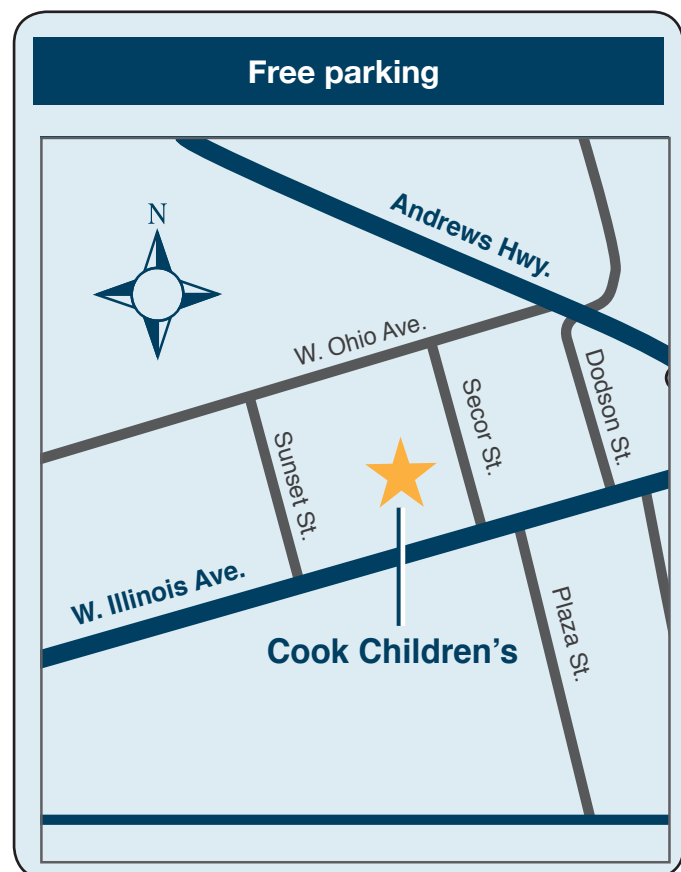 Free parking
N
Andrews Hwy.
W. Ohio Ave.
Sunset St.
Secor St.
Dodson St.
W. Illinois Ave.
Plaza St.
Cook Children's